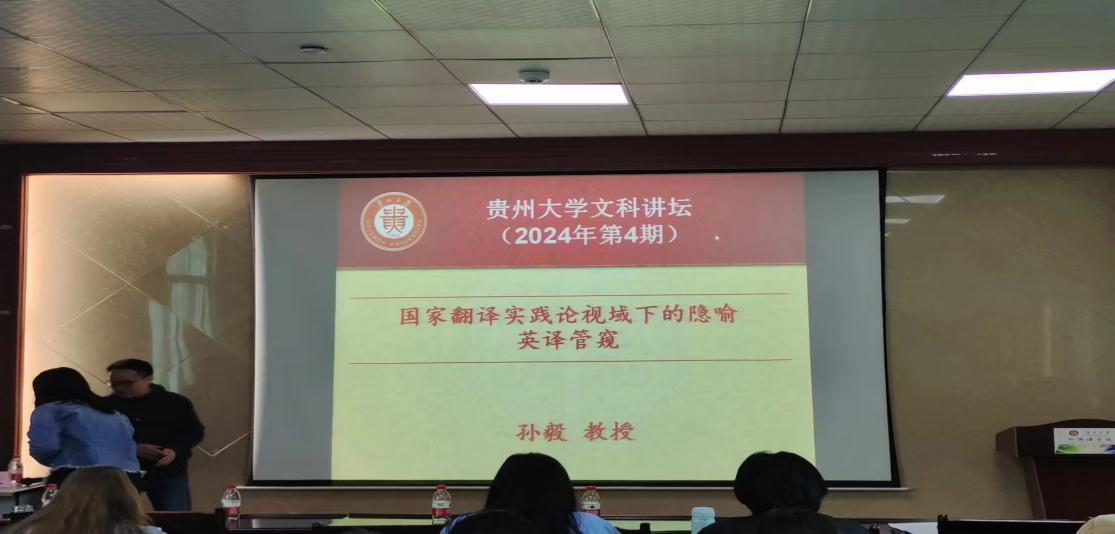 贵州大学文科讲坛
（2024年第4期）
国家翻译实践论视域下的隐喻
英译管窥
孙毅 教授
贵